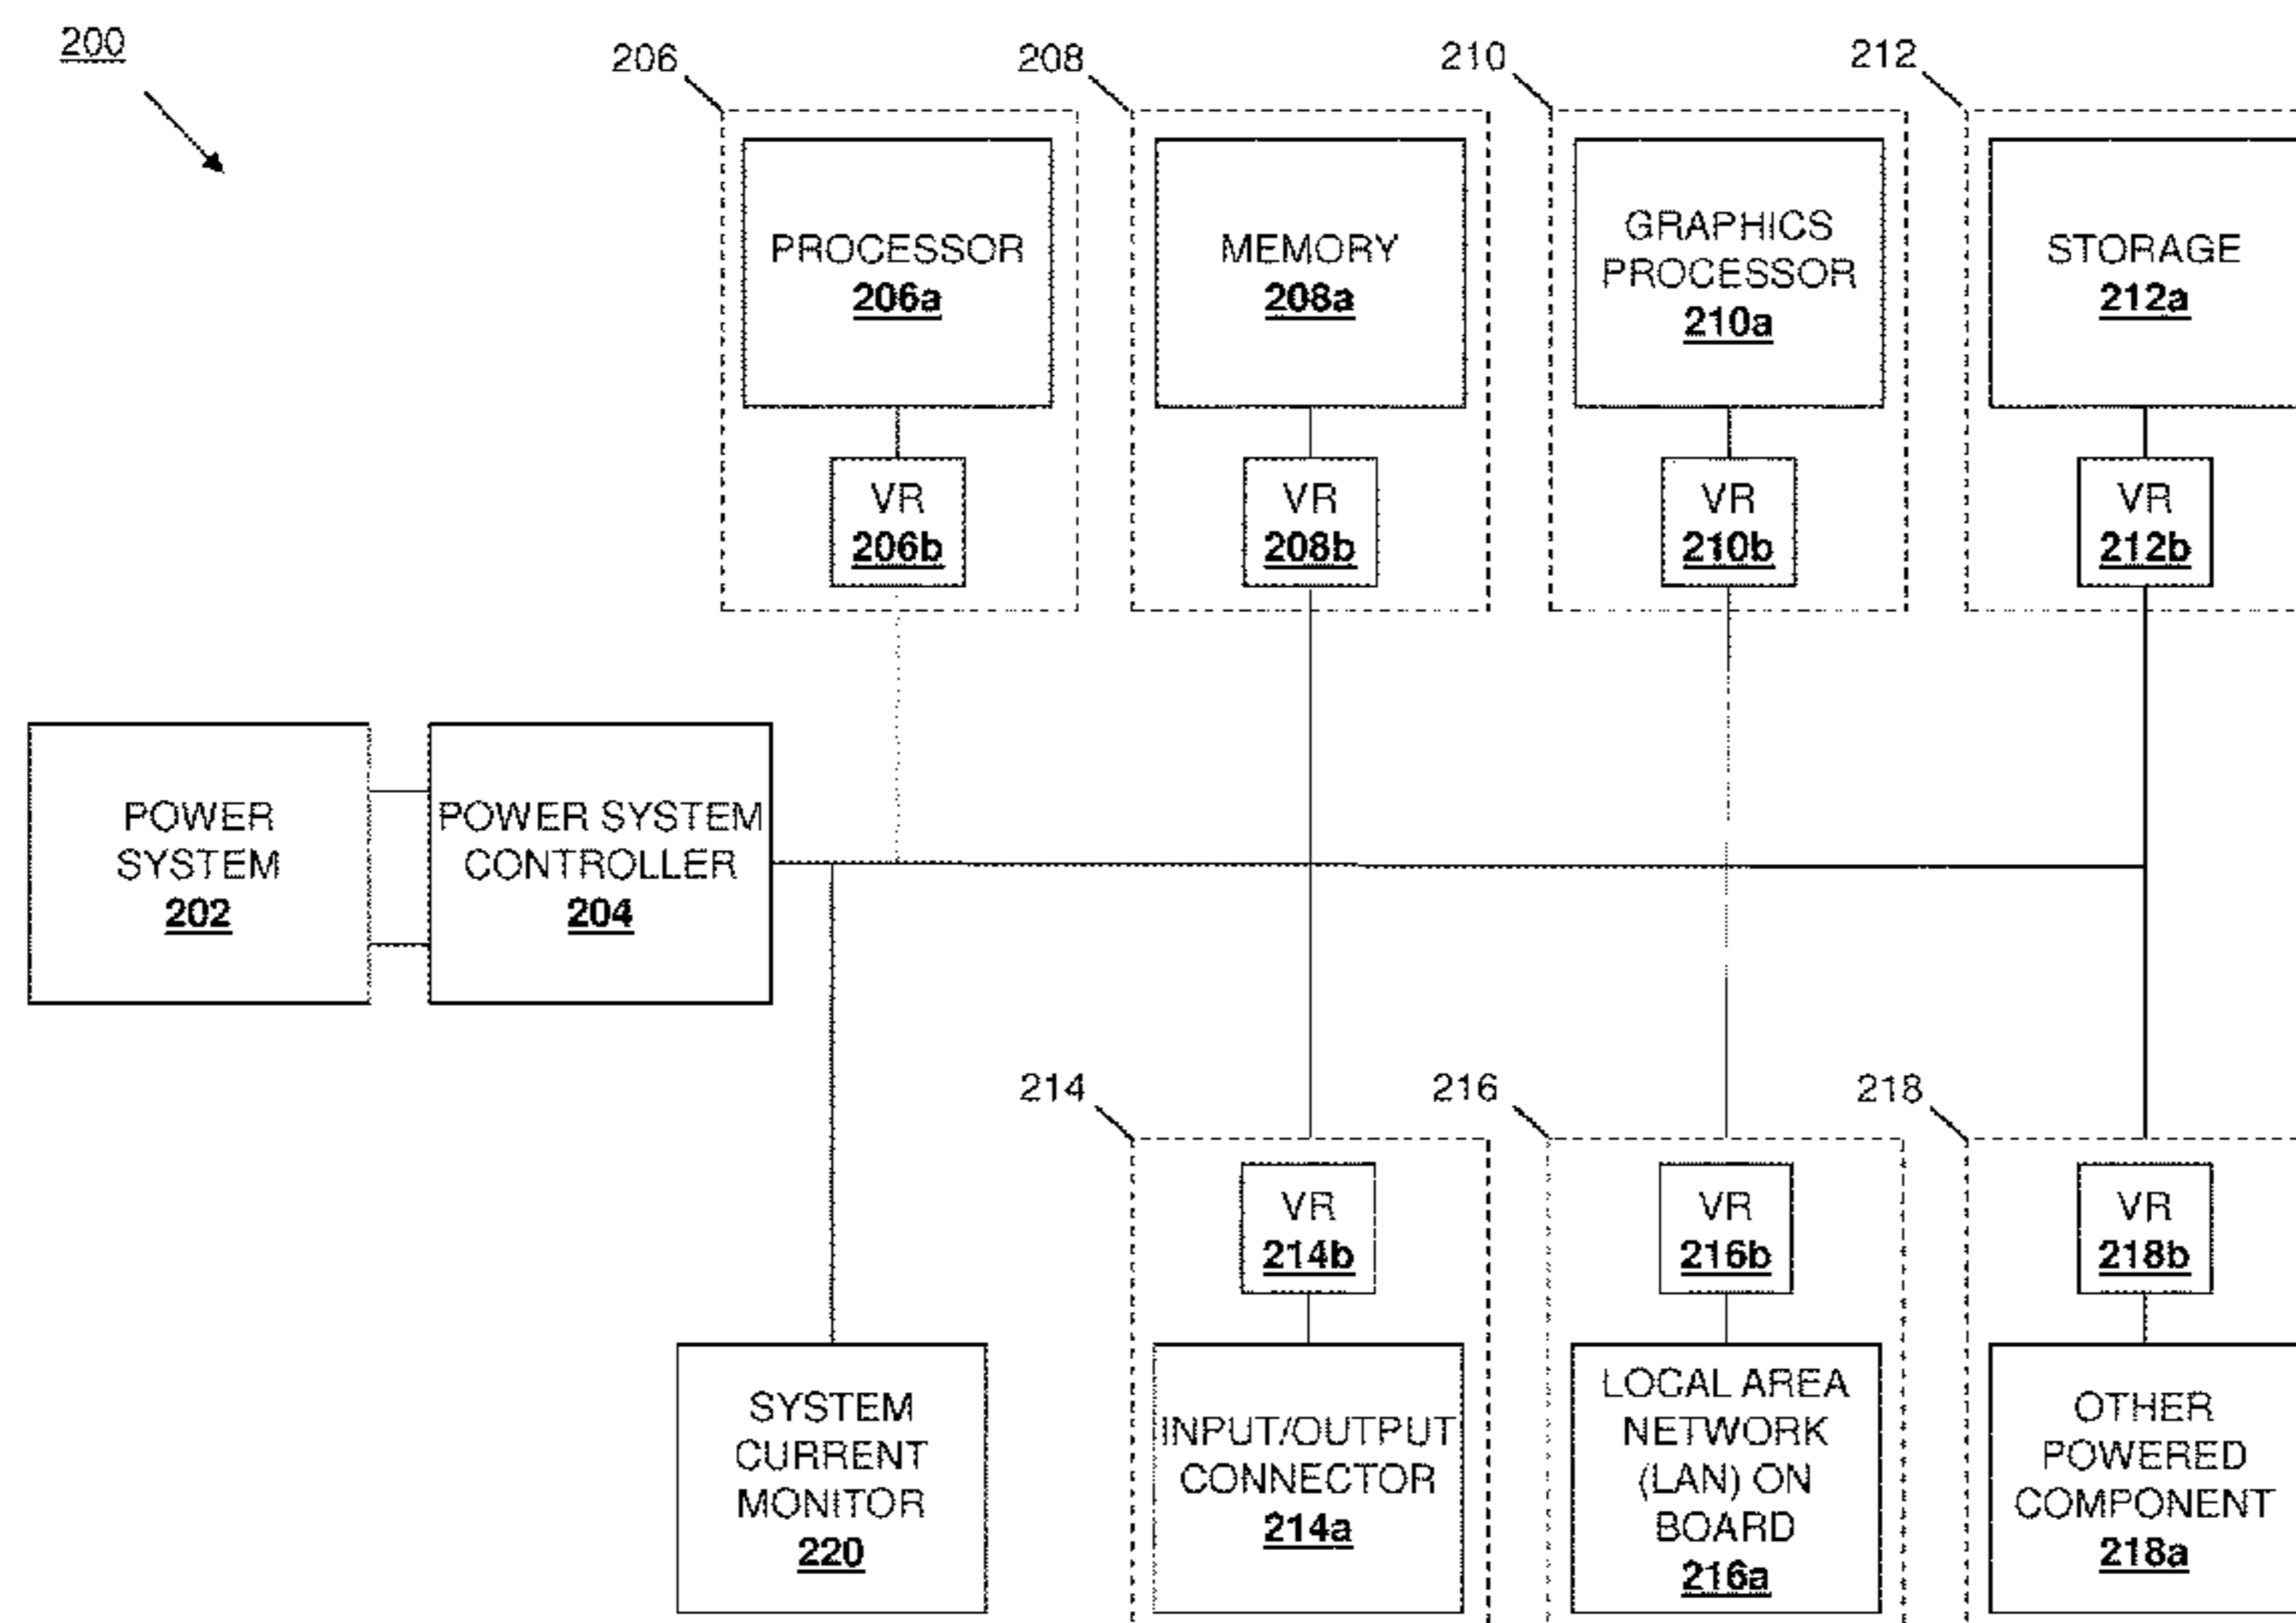 200
206
208
210
212
PROCESSOR
206a
MEMORY
208a
GRAPHICS
PROCESSOR
210a
STORAGE
212a
VR
206b
VR
208b
VR
210b
VR
212b
POWER
SYSTEM
202
POWER SYSTEM
CONTROLLER
204
214
216
218
VR
214b
VR
216b
VR
218b
SYSTEM
CURRENT
MONITOR
220
INPUT/OUTPUT
CONNECTOR
214a
LOCAL AREA
NETWORK
(LAN) ON
BOARD
216a
OTHER
POWERED
COMPONENT
218a